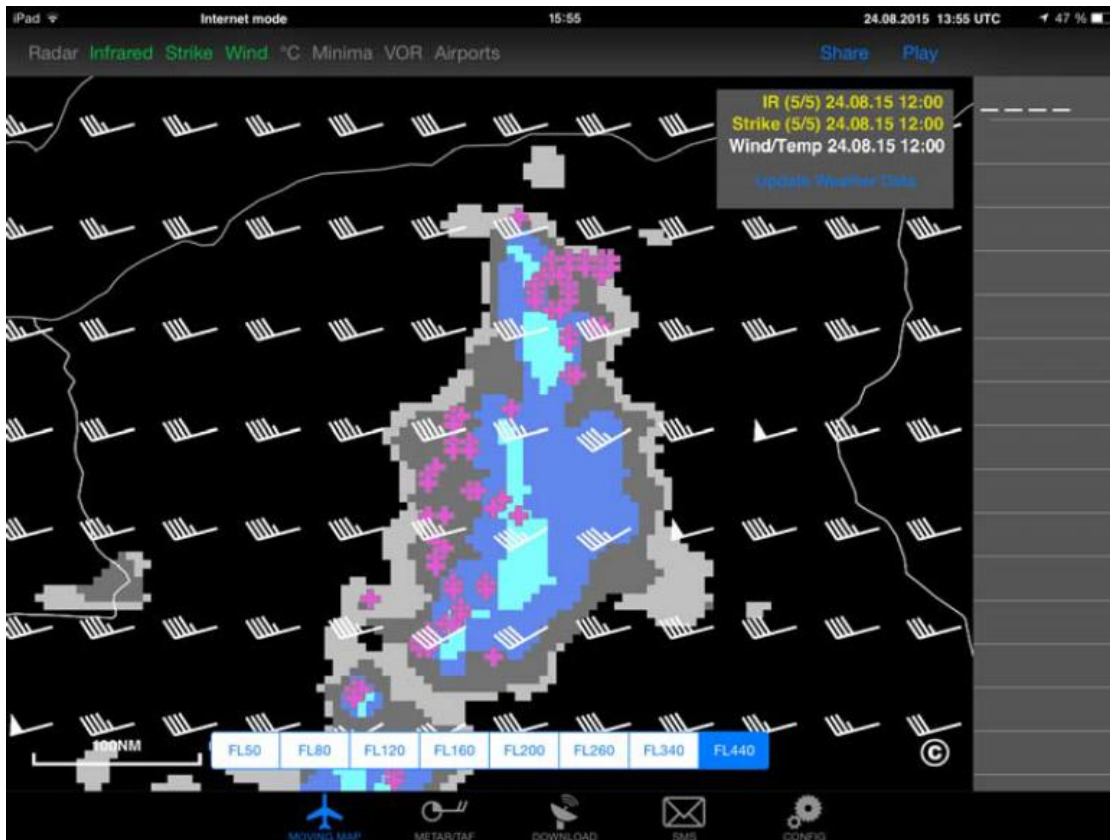 iPad Internet mode 15:55 24.08.2015 13:55 UTC 47 %
Radar Infrared Strike Wind °C Minima VOR Airports Share Play
IR (5/5) 24.08.15 12:00
Strike (5/5) 24.08.15 12:00
Wind/Temp 24.08.15 12:00
Update Weather Data
– – – –
100NM
FL50 FL80 FL120 FL160 FL200 FL260 FL340 FL440
©
MOVING MAP METAR/TAF DOWNLOAD SMS CONFIG